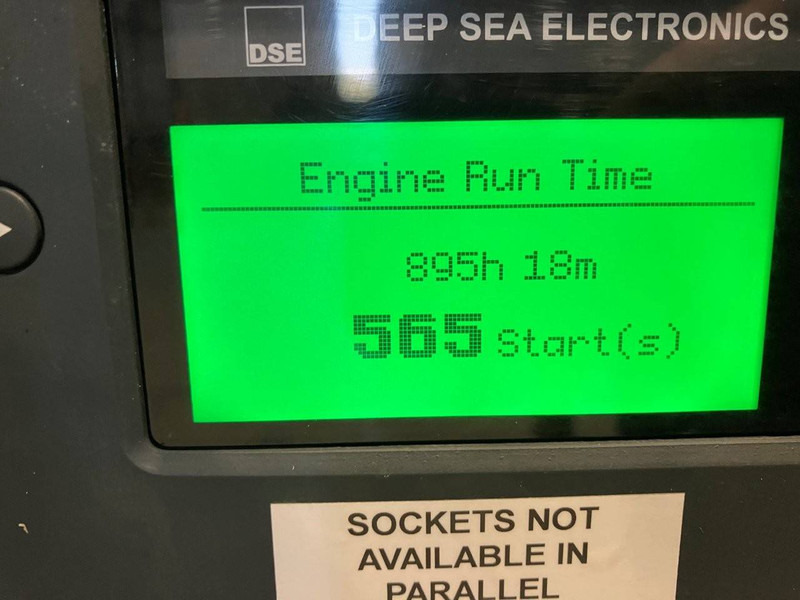 DSE DEEP SEA ELECTRONICS
Engine Run Time
895h 18m
565 Start(s)
SOCKETS NOT
AVAILABLE IN
PARALLEL